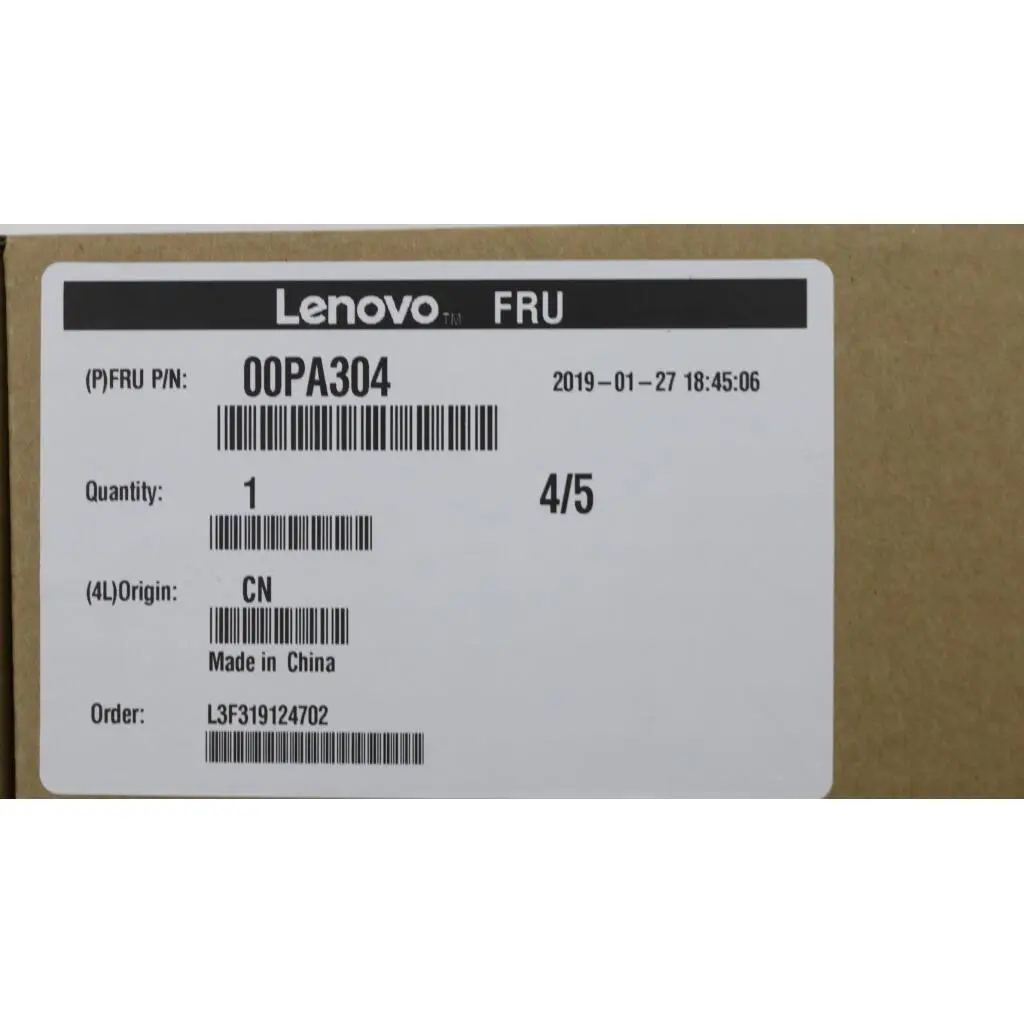 Lenovo™ FRU
(P)FRU P/N: 00PA304 2019-01-27 18:45:06
Quantity: 1 4/5
(4L)Origin: CN
Made in China
Order: L3F319124702